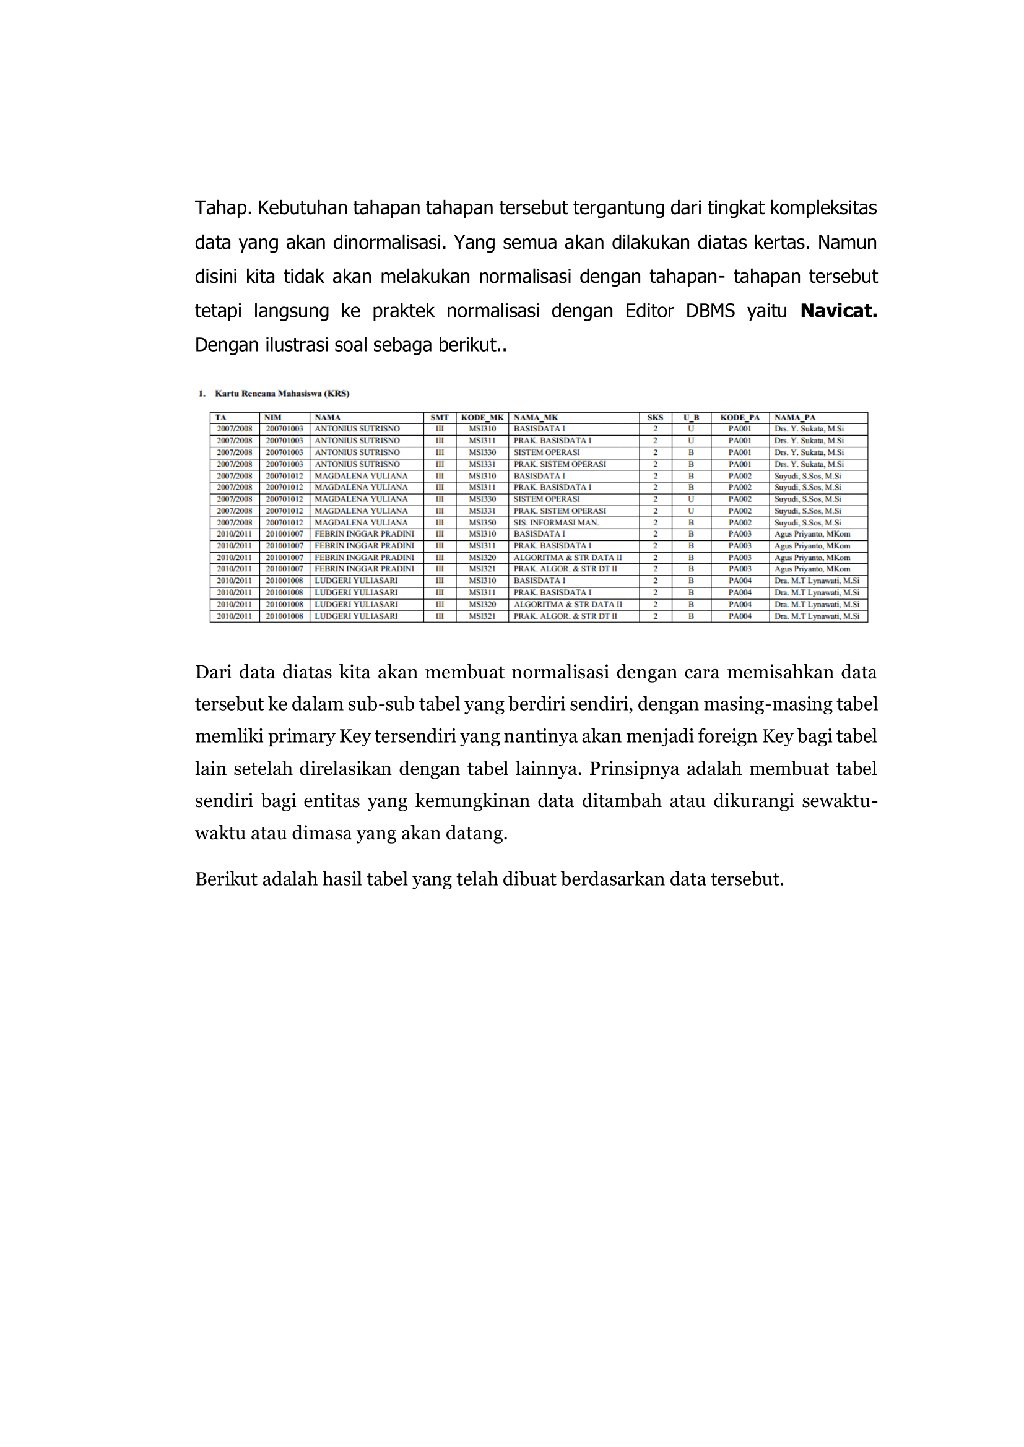 Tahap. Kebutuhan tahapan tahapan tersebut tergantung dari tingkat kompleksitas
data yang akan dinormalisasi. Yang semua akan dilakukan diatas kertas. Namun
disini kita tidak akan melakukan normalisasi dengan tahapan- tahapan tersebut
tetapi langsung ke praktek normalisasi dengan Editor DBMS yaitu Navicat.
Dengan ilustrasi soal sebaga berikut..
1. Kartu Rencana Mahasiswa (KRS)
TA NIM NAMA SMT KODE_MK NAMA_MK SKS U_B KODE_PA NAMA_PA
2007/2008 200701003 ANTONIUS SUTRISNO III MSI310 BASISDATA I 2 U PA001 Drs. Y. Sukata, M.Si
2007/2008 200701003 ANTONIUS SUTRISNO III MSI311 PRAK. BASISDATA I 2 U PA001 Drs. Y. Sukata, M.Si
2007/2008 200701003 ANTONIUS SUTRISNO III MSI330 SISTEM OPERASI 2 B PA001 Drs. Y. Sukata, M.Si
2007/2008 200701003 ANTONIUS SUTRISNO III MSI331 PRAK. SISTEM OPERASI 2 B PA001 Drs. Y. Sukata, M.Si
2007/2008 200701012 MAGDALENA YULIANA III MSI310 BASISDATA I 2 B PA002 Suyudi, S.Sos, M.Si
2007/2008 200701012 MAGDALENA YULIANA III MSI311 PRAK. BASISDATA I 2 B PA002 Suyudi, S.Sos, M.Si
2007/2008 200701012 MAGDALENA YULIANA III MSI330 SISTEM OPERASI 2 U PA002 Suyudi, S.Sos, M.Si
2007/2008 200701012 MAGDALENA YULIANA III MSI331 PRAK. SISTEM OPERASI 2 U PA002 Suyudi, S.Sos, M.Si
2007/2008 200701012 MAGDALENA YULIANA III MSI350 SIS. INFORMASI MAN. 2 B PA002 Suyudi, S.Sos, M.Si
2010/2011 201001007 FEBRIN INGGAR PRADINI III MSI310 BASISDATA I 2 B PA003 Agus Priyanto, MKom
2010/2011 201001007 FEBRIN INGGAR PRADINI III MSI311 PRAK. BASISDATA I 2 B PA003 Agus Priyanto, MKom
2010/2011 201001007 FEBRIN INGGAR PRADINI III MSI320 ALGORITMA & STR DATA II 2 B PA003 Agus Priyanto, MKom
2010/2011 201001007 FEBRIN INGGAR PRADINI III MSI321 PRAK. ALGOR. & STR DT II 2 B PA003 Agus Priyanto, MKom
2010/2011 201001008 LUDGERI YULIASARI III MSI310 BASISDATA I 2 B PA004 Dra. M.T Lynawati, M.Si
2010/2011 201001008 LUDGERI YULIASARI III MSI311 PRAK. BASISDATA I 2 B PA004 Dra. M.T Lynawati, M.Si
2010/2011 201001008 LUDGERI YULIASARI III MSI320 ALGORITMA & STR DATA II 2 B PA004 Dra. M.T Lynawati, M.Si
2010/2011 201001008 LUDGERI YULIASARI III MSI321 PRAK. ALGOR. & STR DT II 2 B PA004 Dra. M.T Lynawati, M.Si
Dari data diatas kita akan membuat normalisasi dengan cara memisahkan data
tersebut ke dalam sub-sub tabel yang berdiri sendiri, dengan masing-masing tabel
memliki primary Key tersendiri yang nantinya akan menjadi foreign Key bagi tabel
lain setelah direlasikan dengan tabel lainnya. Prinsipnya adalah membuat tabel
sendiri bagi entitas yang kemungkinan data ditambah atau dikurangi sewaktu-
waktu atau dimasa yang akan datang.
Berikut adalah hasil tabel yang telah dibuat berdasarkan data tersebut.